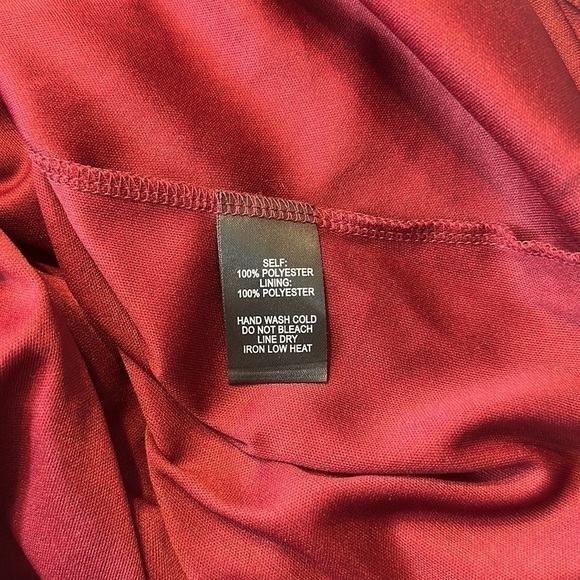 SELF:
100% POLYESTER
LINING:
100% POLYESTER
HAND WASH COLD
DO NOT BLEACH
LINE DRY
IRON LOW HEAT